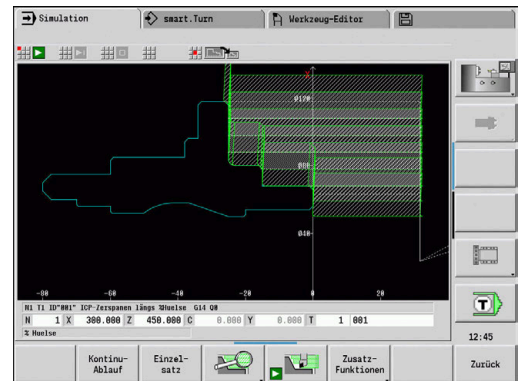 Simulation
smart.Turn
Werkzeug-Editor
X
Ø120
Ø80
Ø40
-80 -60 -40 -20 0 20
N1 T1 ID"001" ICP-Zerspanen längs %Huelse G14 Q0
N 1 X 300.000 Z 450.000 C 0.000 Y 0.000 T 1 001
% Huelse
T
12:45
Kontinu-
Ablauf
Einzel-
satz
Zusatz-
Funktionen
Zurück